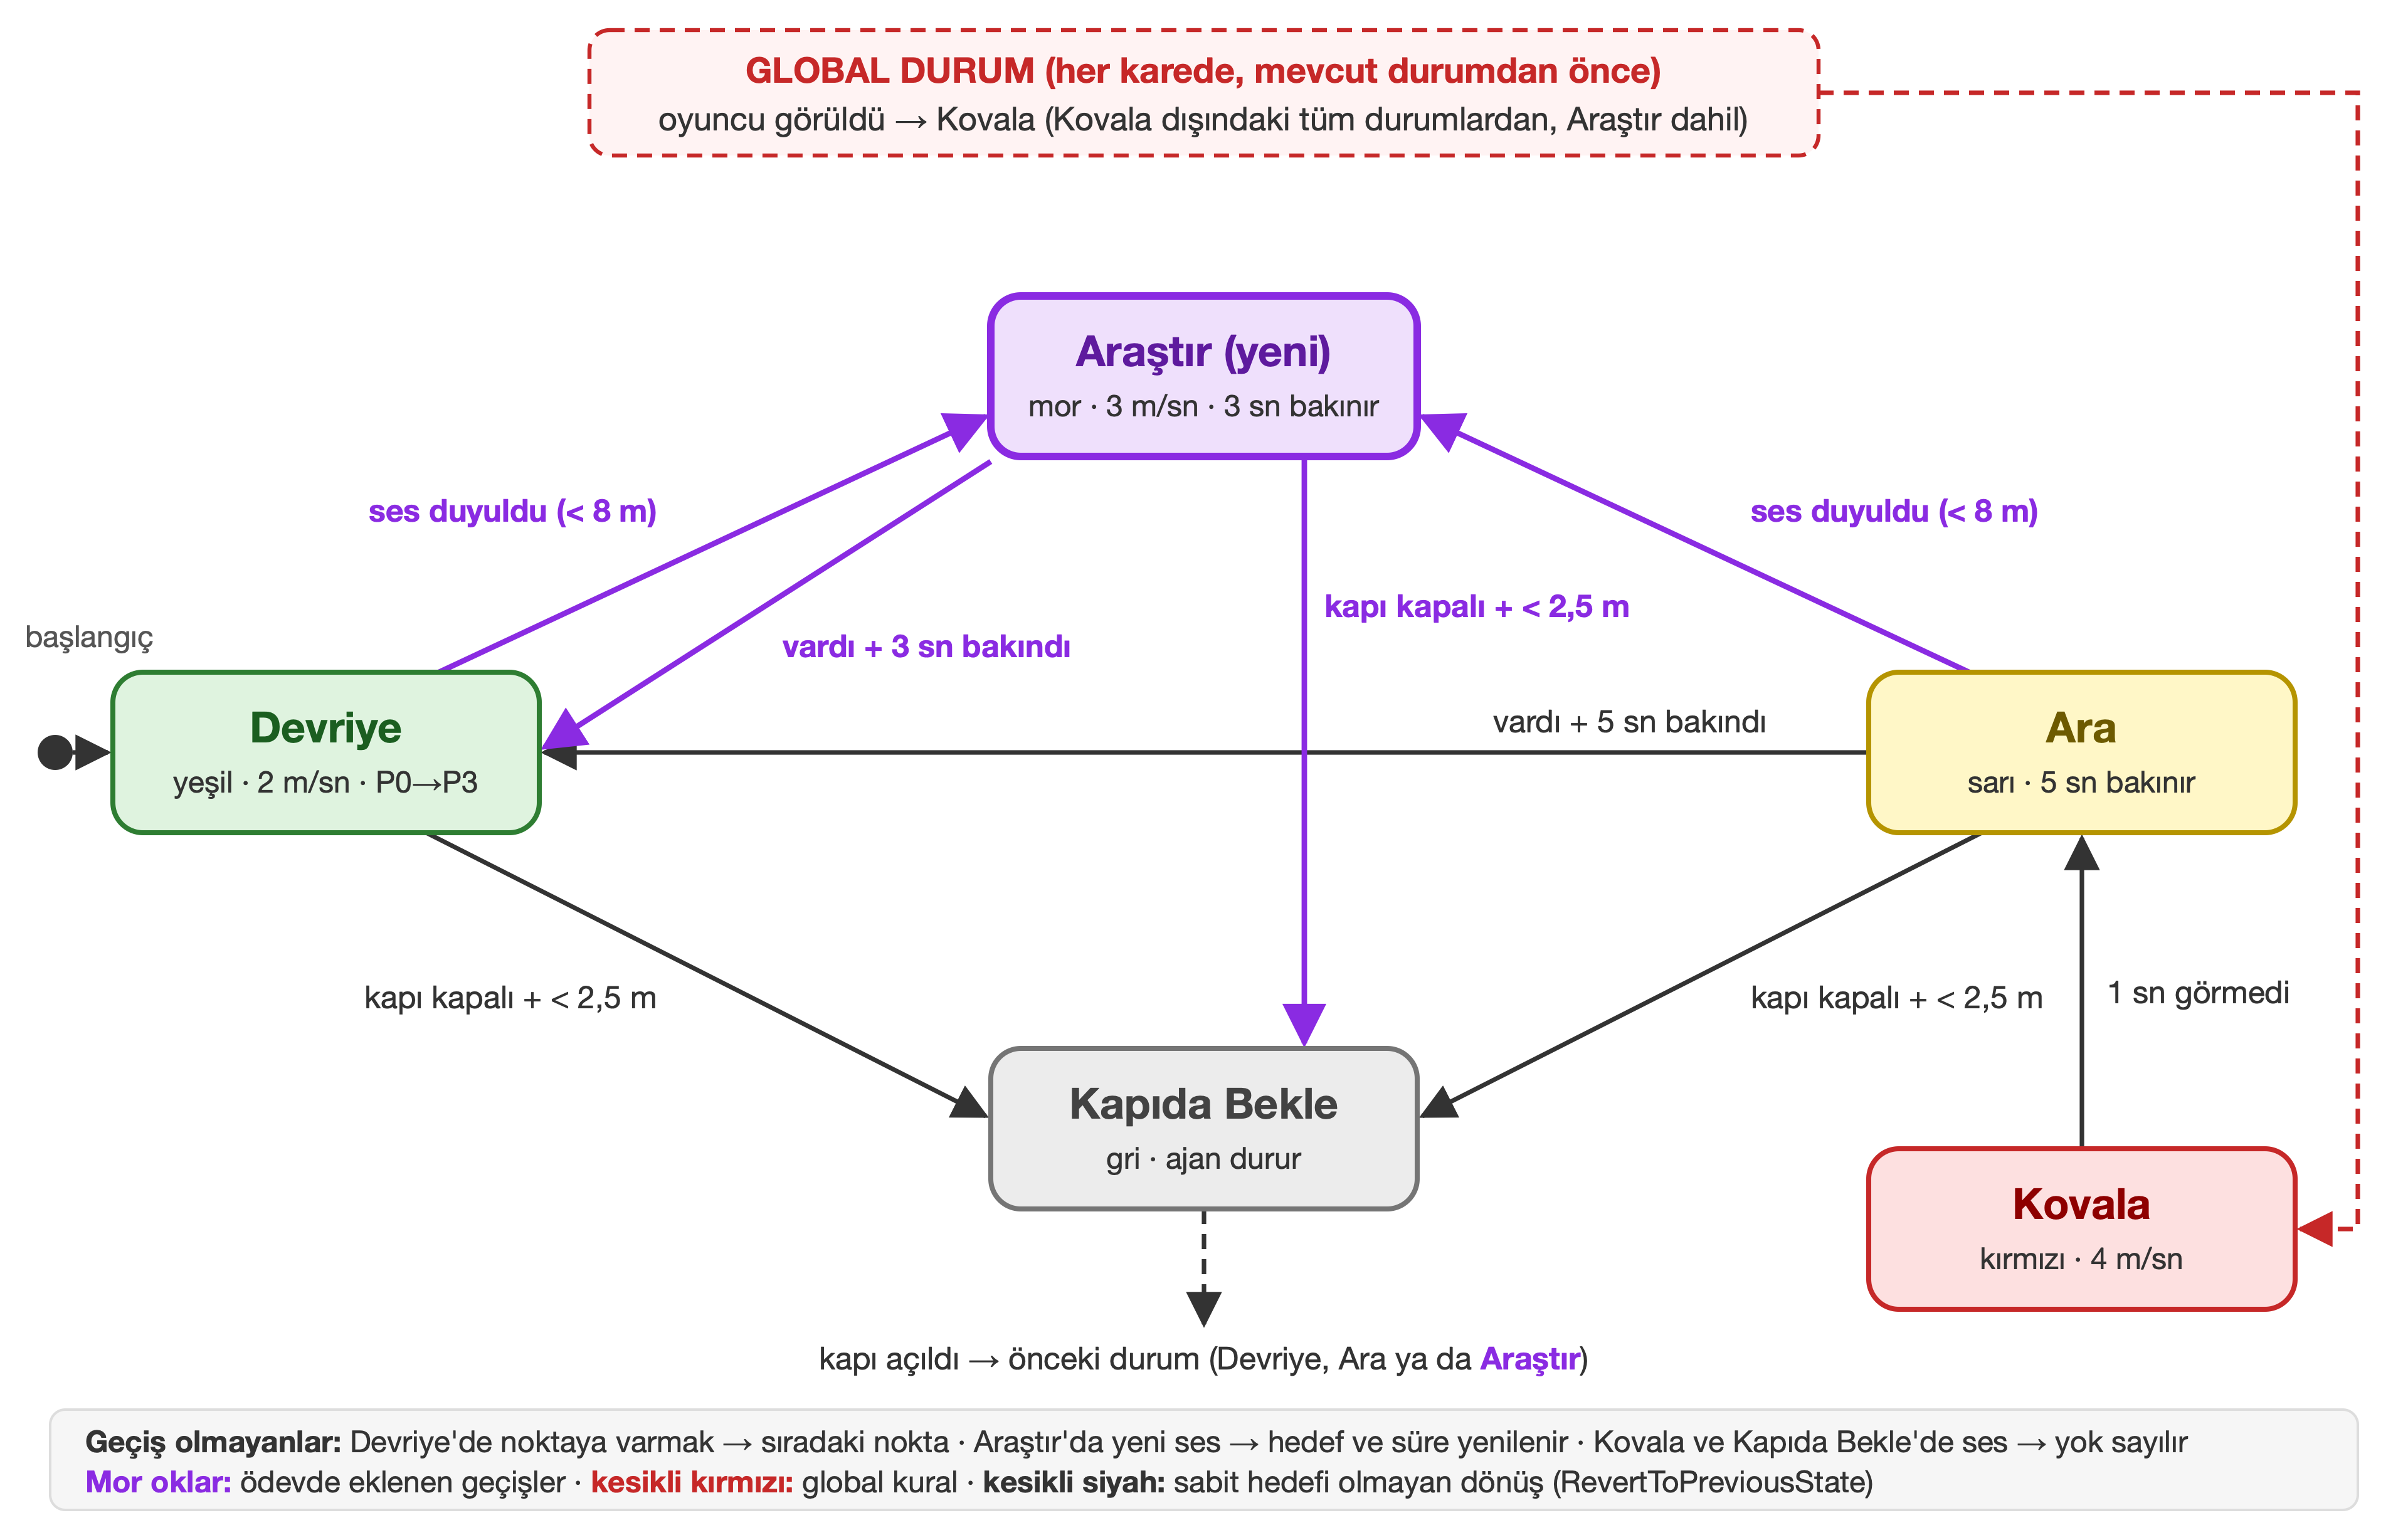 GLOBAL DURUM (her karede, mevcut durumdan önce)
oyuncu görüldü → Kovala (Kovala dışındaki tüm durumlardan, Araştır dahil)
Araştır (yeni)
mor · 3 m/sn · 3 sn bakınır
ses duyuldu (< 8 m)
ses duyuldu (< 8 m)
kapı kapalı + < 2,5 m
vardı + 3 sn bakındı
başlangıç
Devriye
yeşil · 2 m/sn · P0→P3
vardı + 5 sn bakındı
Ara
sarı · 5 sn bakınır
kapı kapalı + < 2,5 m
kapı kapalı + < 2,5 m
1 sn görmedi
Kapıda Bekle
gri · ajan durur
Kovala
kırmızı · 4 m/sn
kapı açıldı → önceki durum (Devriye, Ara ya da Araştır)
Geçiş olmayanlar: Devriye'de noktaya varmak → sıradaki nokta · Araştır'da yeni ses → hedef ve süre yenilenir · Kovala ve Kapıda Bekle'de ses → yok sayılır
Mor oklar: ödevde eklenen geçişler · kesikli kırmızı: global kural · kesikli siyah: sabit hedefi olmayan dönüş (RevertToPreviousState)